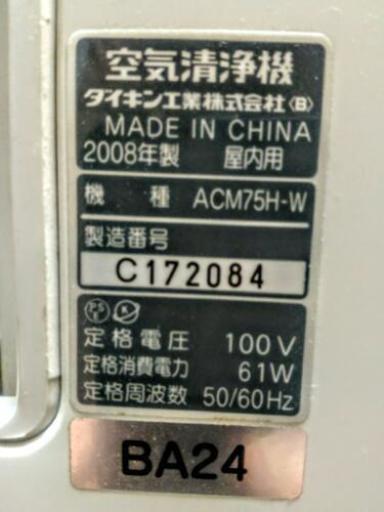 空気清浄機
ダイキン工業株式会社〈B〉
MADE IN CHINA
2008年製 屋内用
機種 ACM75H-W
製造番号
C172084
PS E
定格電圧 100V
定格消費電力 61W
定格周波数 50/60Hz
BA24